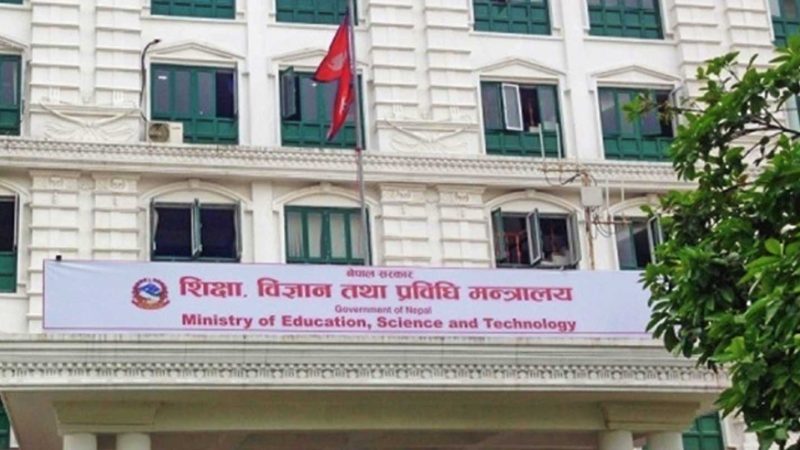 नेपाल सरकार
शिक्षा, विज्ञान तथा प्रविधि मन्त्रालय
Government of Nepal
Ministry of Education, Science and Technology